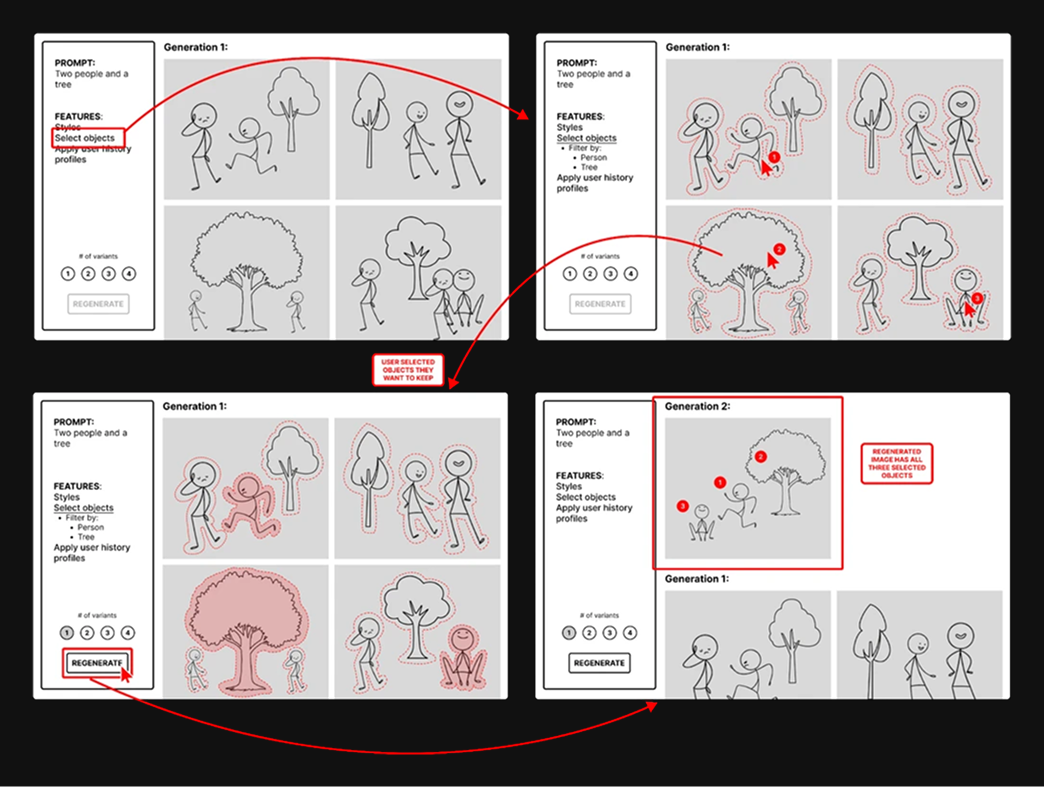 Generation 1:
PROMPT:
Two people and a
tree
FEATURES:
Styles
Select objects
Apply user history
profiles
# of variants
1 2 3 4
REGENERATE
Generation 1:
PROMPT:
Two people and a
tree
FEATURES:
Styles
Select objects
• Filter by:
• Person
• Tree
Apply user history
profiles
# of variants
1 2 3 4
REGENERATE
1
2
3
USER SELECTED
OBJECTS THEY
WANT TO KEEP
Generation 1:
PROMPT:
Two people and a
tree
FEATURES:
Styles
Select objects
• Filter by:
• Person
• Tree
Apply user history
profiles
# of variants
1 2 3 4
REGENERATE
Generation 2:
PROMPT:
Two people and a
tree
FEATURES:
Styles
Select objects
Apply user history
profiles
# of variants
1 2 3 4
REGENERATE
2
1
3
REGENERATED
IMAGE HAS ALL
THREE SELECTED
OBJECTS
Generation 1: